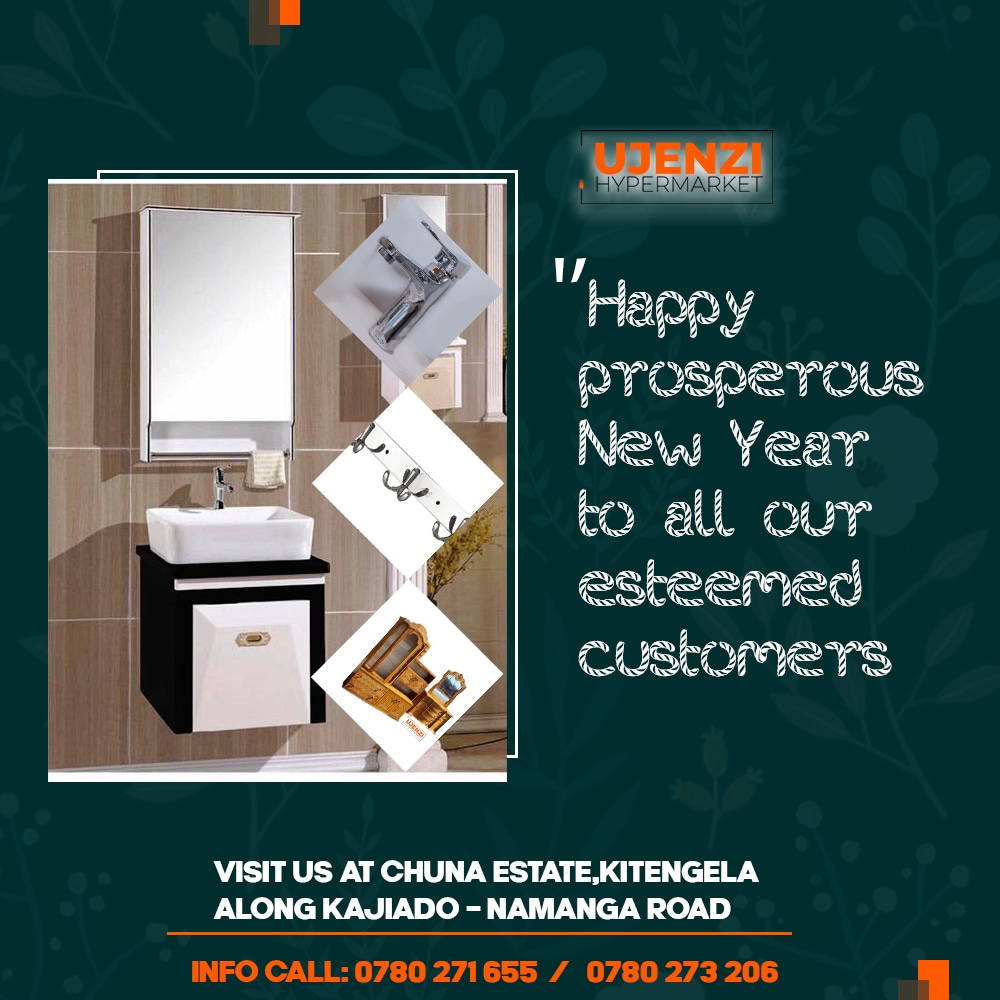 UJENZI
HYPERMARKET
"Happy
prosperous
New Year
to all our
esteemed
customers
UJENZI
VISIT US AT CHUNA ESTATE,KITENGELA
ALONG KAJIADO - NAMANGA ROAD
INFO CALL: 0780 271 655 / 0780 273 206